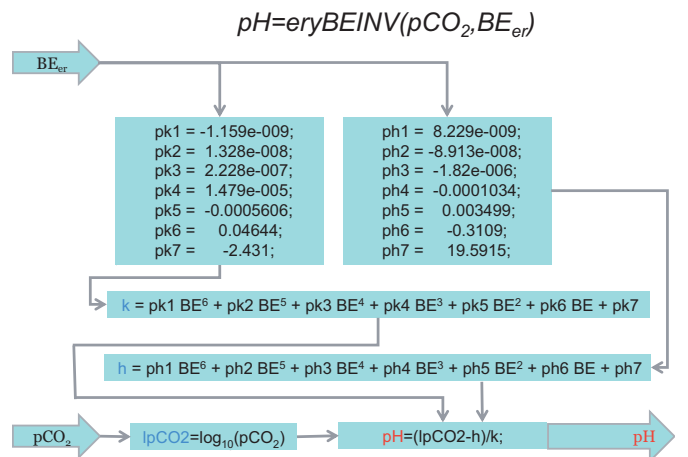 pH=eryBEINV(pCO₂,BEₑᵣ)
BEₑᵣ
pk1 = -1.159e-009;
pk2 = 1.328e-008;
pk3 = 2.228e-007;
pk4 = 1.479e-005;
pk5 = -0.0005606;
pk6 = 0.04644;
pk7 = -2.431;
ph1 = 8.229e-009;
ph2 = -8.913e-008;
ph3 = -1.82e-006;
ph4 = -0.0001034;
ph5 = 0.003499;
ph6 = -0.3109;
ph7 = 19.5915;
k = pk1 BE⁶ + pk2 BE⁵ + pk3 BE⁴ + pk4 BE³ + pk5 BE² + pk6 BE + pk7
h = ph1 BE⁶ + ph2 BE⁵ + ph3 BE⁴ + ph4 BE³ + ph5 BE² + ph6 BE + ph7
pCO₂
lpCO2=log₁₀(pCO₂)
pH=(lpCO2-h)/k;
pH